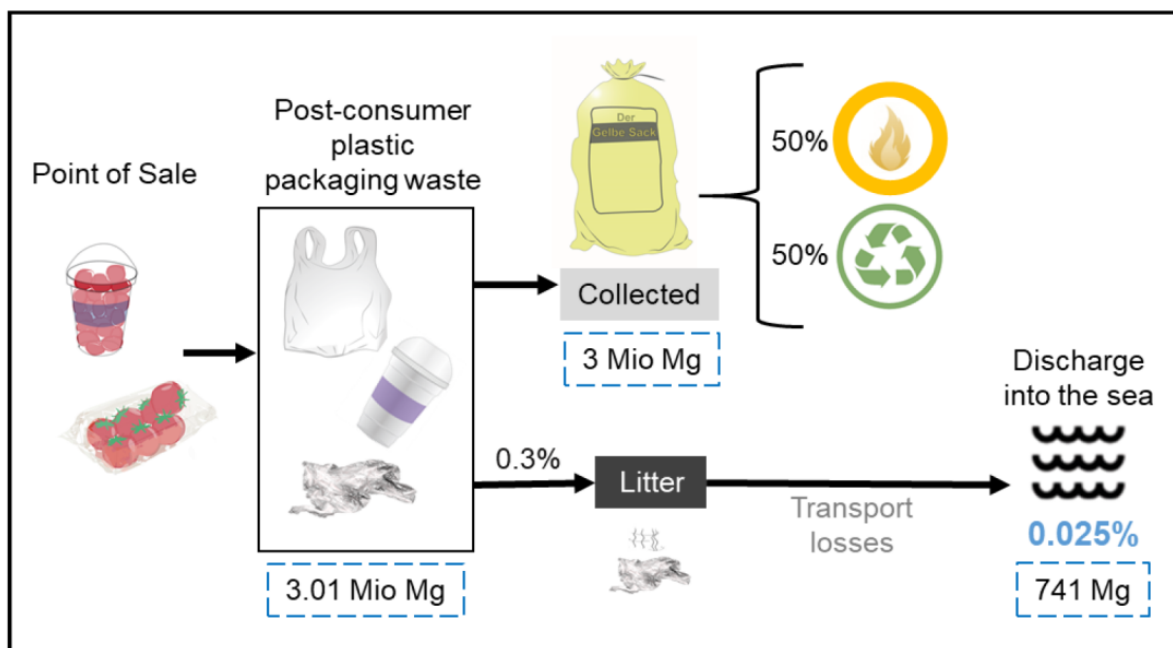 Point of Sale
Post-consumer
plastic
packaging waste
3.01 Mio Mg
Der
Gelbe Sack
Collected
3 Mio Mg
50%
50%
0.3%
Litter
Transport
losses
Discharge
into the sea
0.025%
741 Mg